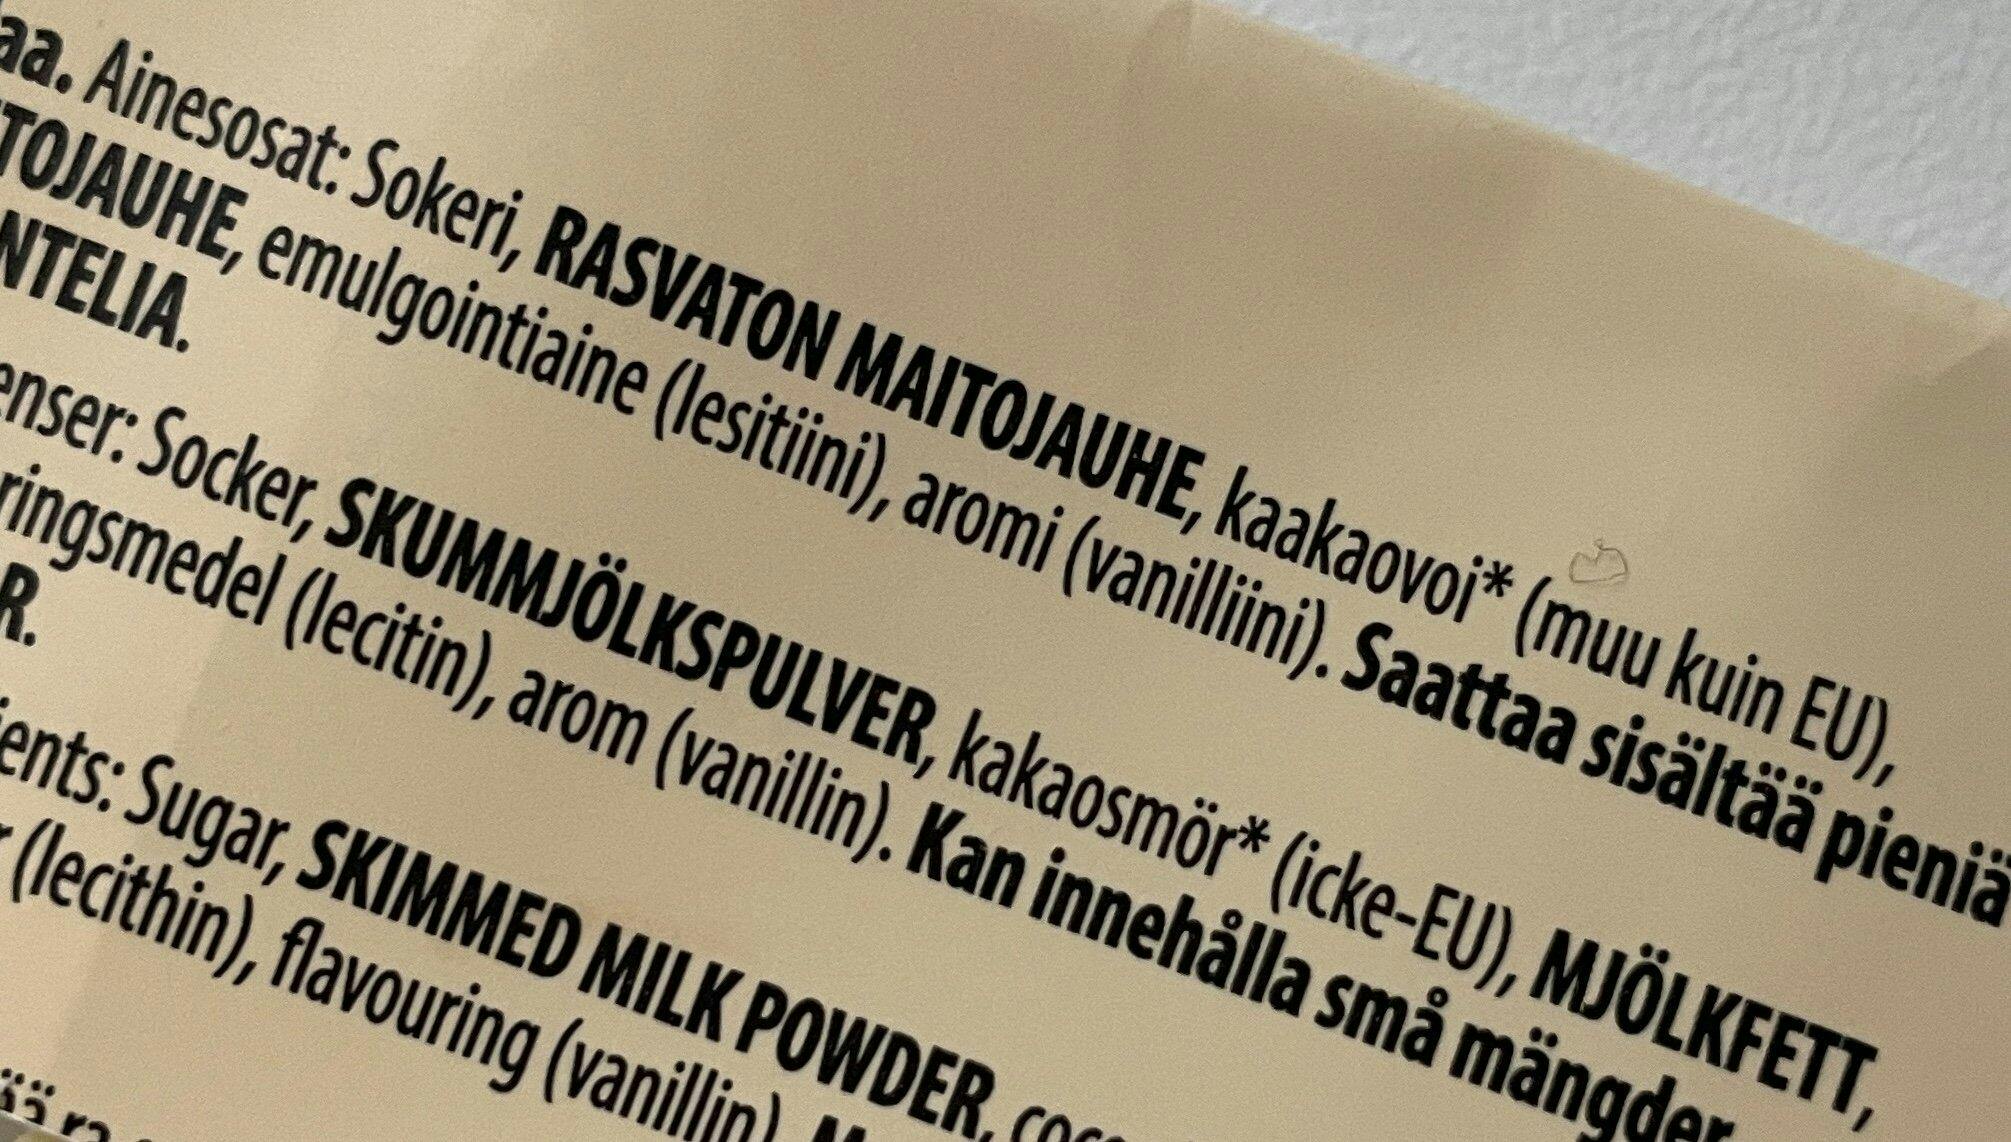 aa. Ainesosat: Sokeri, RASVATON MAITOJAUHE, kaakaovoi* (muu kuin EU),
TOJAUHE, emulgointiaine (lesitiini), aromi (vanilliini). Saattaa sisältää pieniä
NTELIA.
enser: Socker, SKUMMJÖLKSPULVER, kakaosmör* (icke-EU), MJÖLKFETT,
ringsmedel (lecitin), arom (vanillin). Kan innehålla små mängder
R.
ients: Sugar, SKIMMED MILK POWDER,
r (lecithin), flavouring (vanillin).